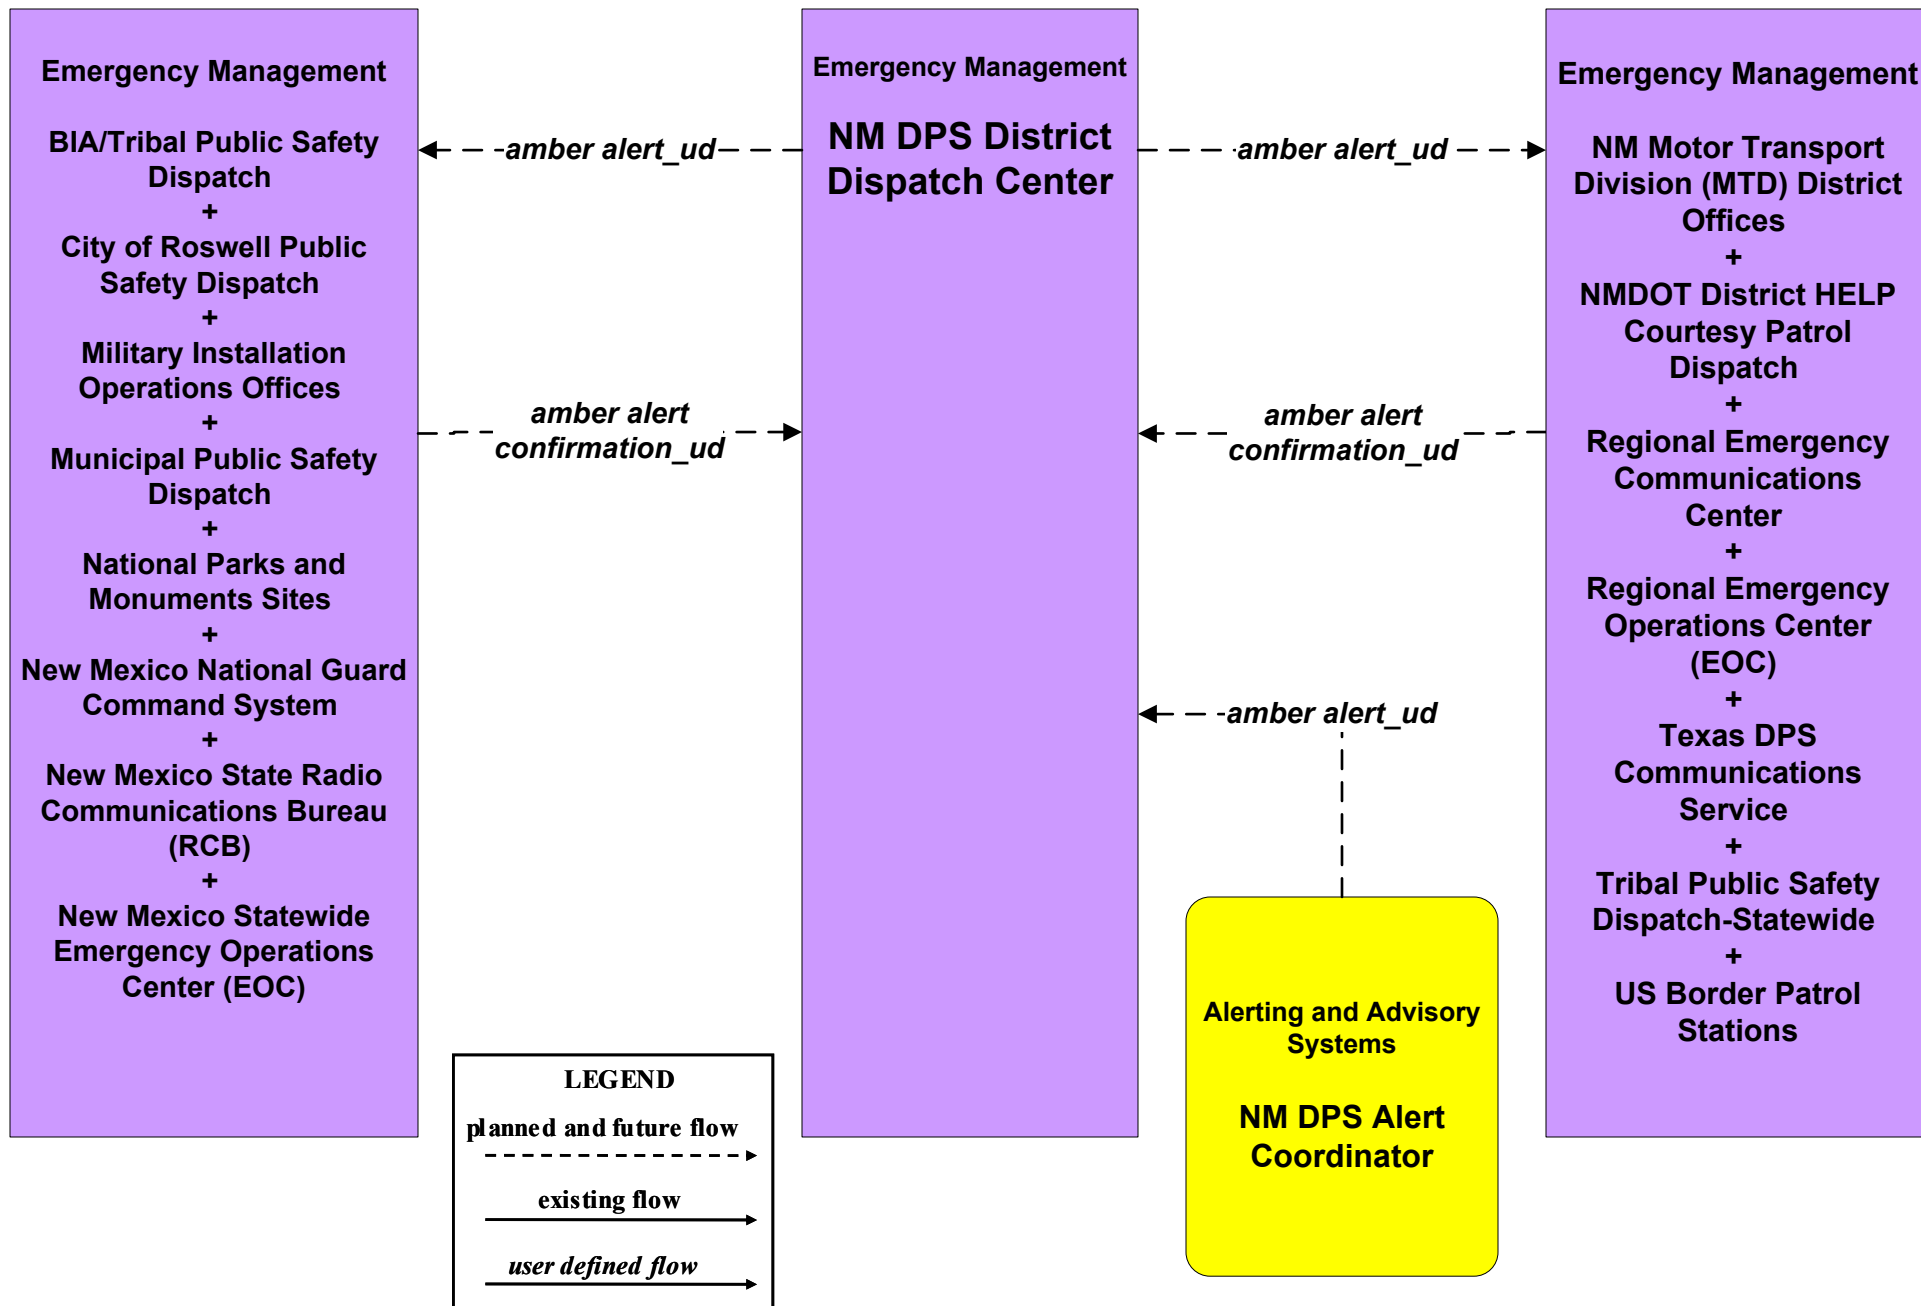 Emergency Management
BIA/Tribal Public Safety
Dispatch
+
City of Roswell Public
Safety Dispatch
+
Military Installation
Operations Offices
+
Municipal Public Safety
Dispatch
+
National Parks and
Monuments Sites
+
New Mexico National Guard
Command System
+
New Mexico State Radio
Communications Bureau
(RCB)
+
New Mexico Statewide
Emergency Operations
Center (EOC)
amber alert_ud
amber alert
confirmation_ud
Emergency Management
NM DPS District
Dispatch Center
amber alert_ud
amber alert
confirmation_ud
amber alert_ud
Alerting and Advisory
Systems
NM DPS Alert
Coordinator
Emergency Management
NM Motor Transport
Division (MTD) District
Offices
+
NMDOT District HELP
Courtesy Patrol
Dispatch
+
Regional Emergency
Communications
Center
+
Regional Emergency
Operations Center
(EOC)
+
Texas DPS
Communications
Service
+
Tribal Public Safety
Dispatch-Statewide
+
US Border Patrol
Stations
LEGEND
planned and future flow
existing flow
user defined flow